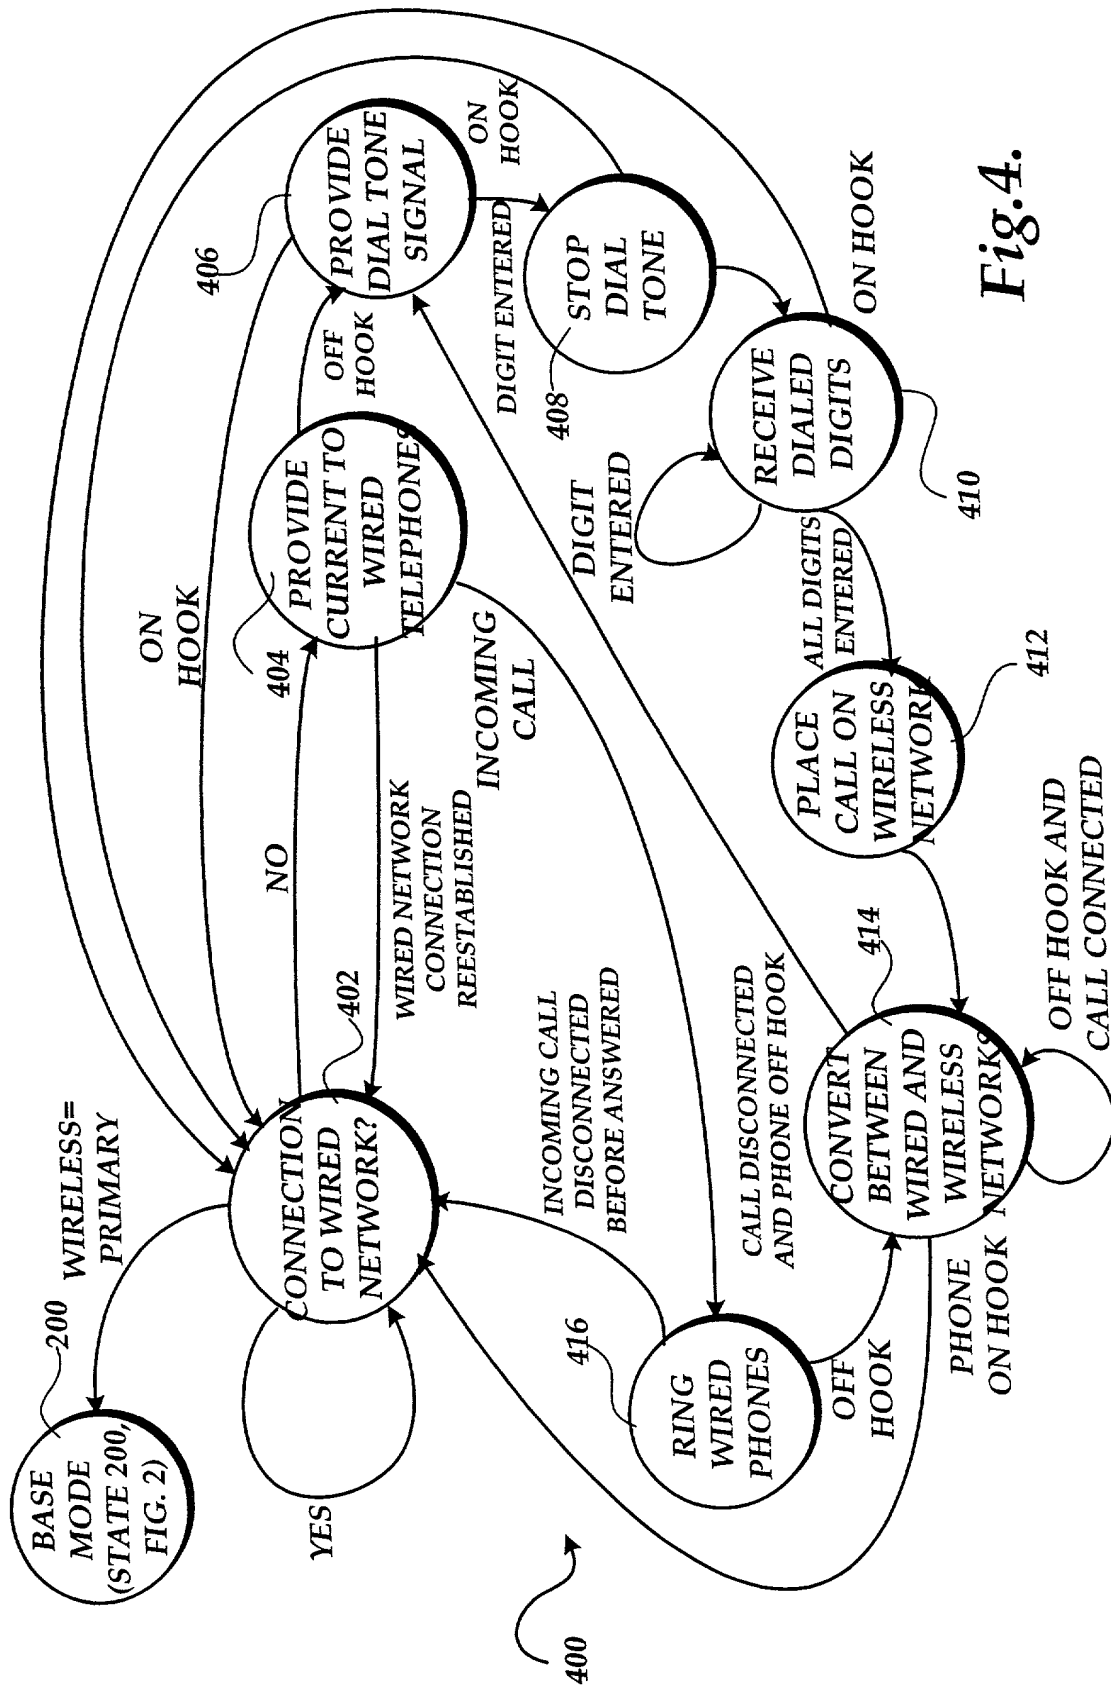 BASE
MODE
(STATE 200,
FIG. 2)
200
WIRELESS=
PRIMARY
YES
CONNECTION
TO WIRED
NETWORK?
402
NO
ON
HOOK
WIRED NETWORK
CONNECTION
REESTABLISHED
404
PROVIDE
CURRENT TO
WIRED
TELEPHONES
OFF
HOOK
406
PROVIDE
DIAL TONE
SIGNAL
ON
HOOK
DIGIT ENTERED
408
STOP
DIAL
TONE
INCOMING
CALL
DIGIT
ENTERED
RECEIVE
DIALED
DIGITS
ON HOOK
410
ALL DIGITS
ENTERED
PLACE
CALL ON
WIRELESS
NETWORK
412
INCOMING CALL
DISCONNECTED
BEFORE ANSWERED
CALL DISCONNECTED
AND PHONE OFF HOOK
414
CONVERT
BETWEEN
WIRED AND
WIRELESS
NETWORKS
OFF HOOK AND
CALL CONNECTED
416
RING
WIRED
PHONES
OFF
HOOK
PHONE
ON HOOK
400
Fig.4.